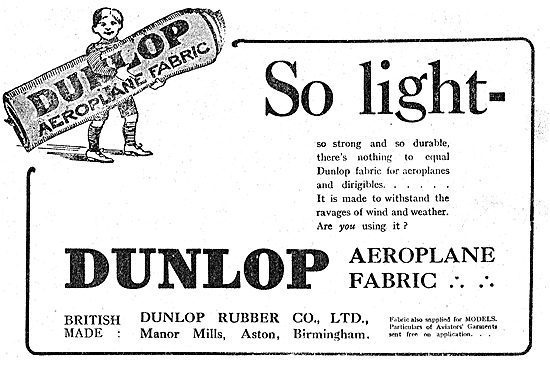 DUNLOP
AEROPLANE FABRIC
So light-
so strong and so durable,
there's nothing to equal
Dunlop fabric for aeroplanes
and dirigibles. . . . . .
It is made to withstand the
ravages of wind and weather.
Are you using it?
DUNLOP AEROPLANE
FABRIC ∴ ∴
BRITISH MADE :
DUNLOP RUBBER CO., LTD.,
Manor Mills, Aston, Birmingham.
Fabric also supplied for MODELS.
Particulars of Aviators' Garments
sent free on application. . . .